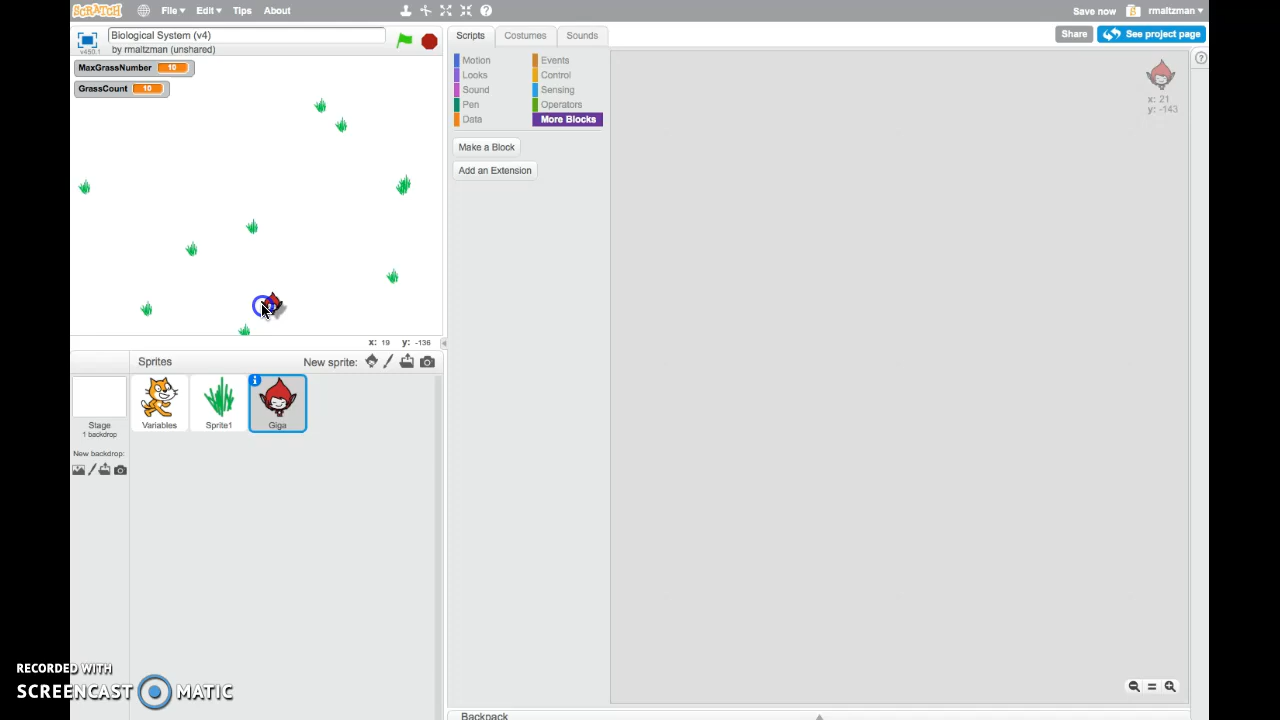 SCRATCH File Edit Tips About Save now rmaltzman
v450.1
Biological System (v4)
by rmaltzman (unshared)
MaxGrassNumber 10
GrassCount 10
x: 19 y: -136
Sprites New sprite:
Stage
1 backdrop
New backdrop:
Variables
Sprite1
Giga
Scripts Costumes Sounds
Share See project page
Motion
Looks
Sound
Pen
Data
Events
Control
Sensing
Operators
More Blocks
Make a Block
Add an Extension
x: 21
y: -143
Backpack
RECORDED WITH
SCREENCAST MATIC